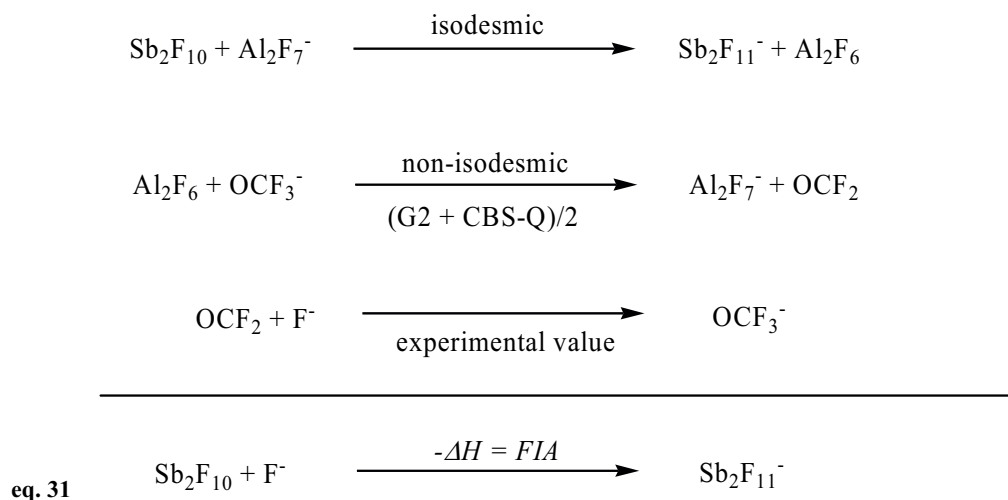 isodesmic
Sb₂F₁₀ + Al₂F₇⁻ Sb₂F₁₁⁻ + Al₂F₆
non-isodesmic
Al₂F₆ + OCF₃⁻ Al₂F₇⁻ + OCF₂
(G2 + CBS-Q)/2
OCF₂ + F⁻ OCF₃⁻
experimental value
-ΔH = FIA
eq. 31 Sb₂F₁₀ + F⁻ Sb₂F₁₁⁻